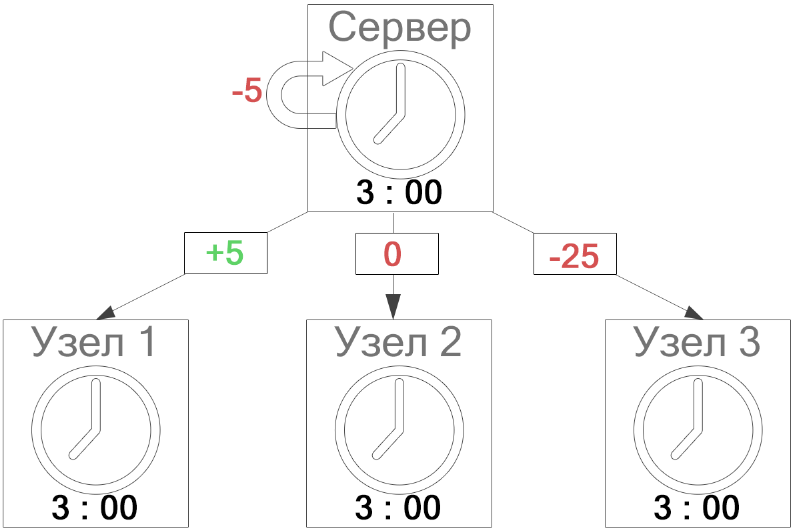 Сервер
-5
3 : 00
+5
0
-25
Узел 1
Узел 2
Узел 3
3 : 00
3 : 00
3 : 00